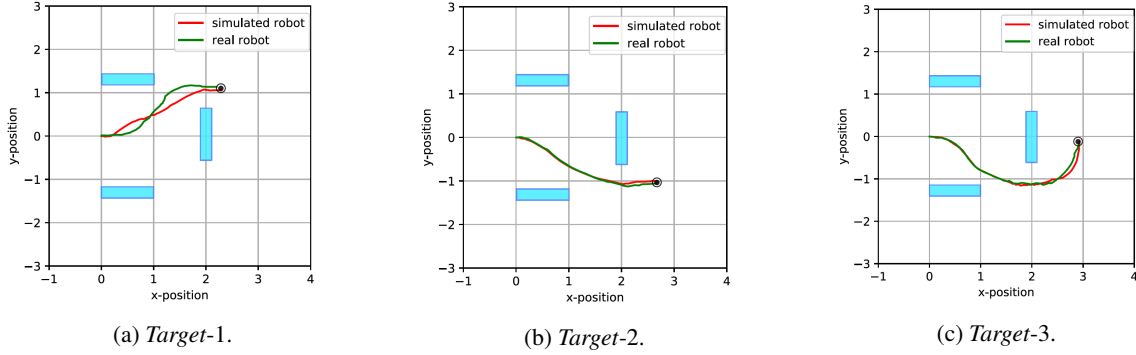 simulated robot
real robot
3
2
1
0
−1
−2
−3
y-position
−1 0 1 2 3 4
x-position
(a) Target-1.
simulated robot
real robot
3
2
1
0
−1
−2
−3
y-position
−1 0 1 2 3 4
x-position
(b) Target-2.
simulated robot
real robot
3
2
1
0
−1
−2
−3
y-position
−1 0 1 2 3 4
x-position
(c) Target-3.